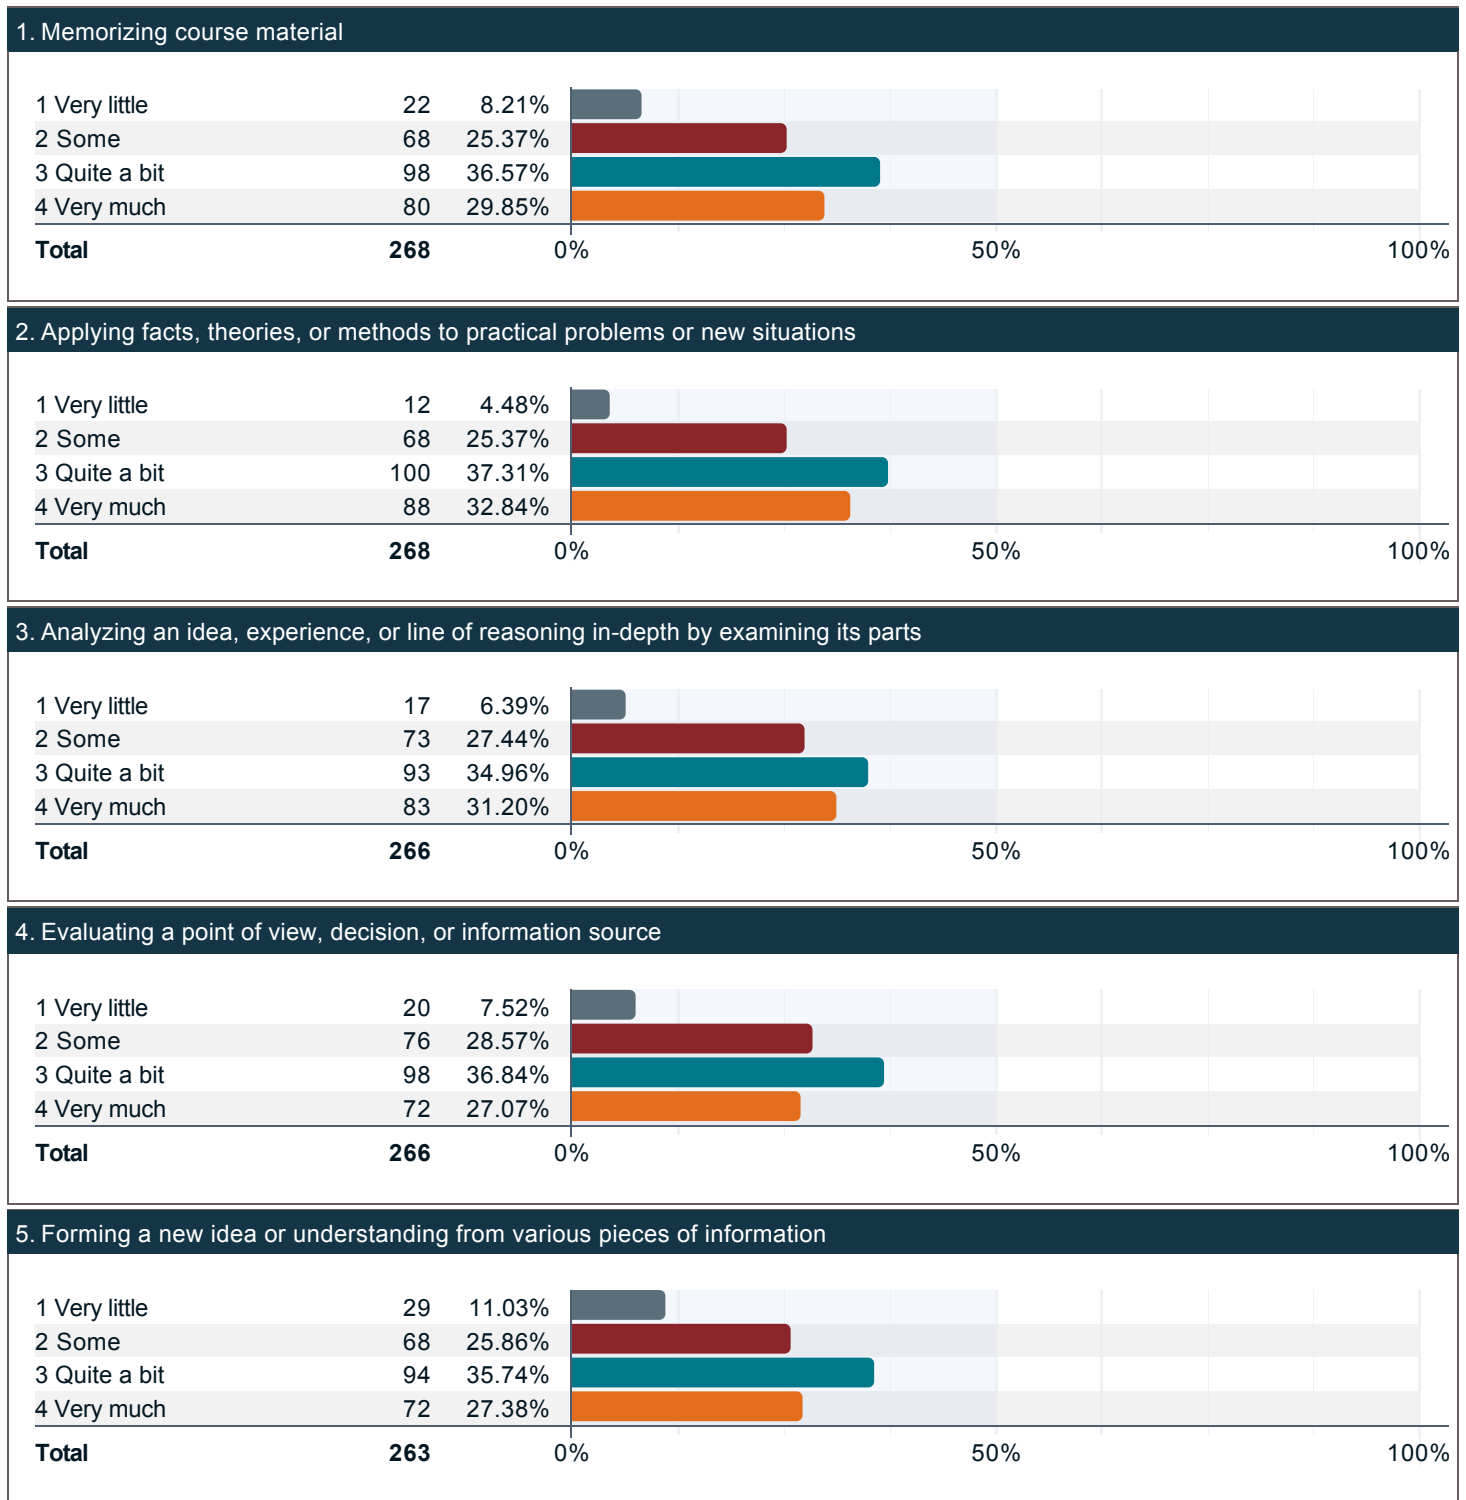 1. Memorizing course material
1 Very little 22 8.21%
2 Some 68 25.37%
3 Quite a bit 98 36.57%
4 Very much 80 29.85%
Total 268 0% 50% 100%
2. Applying facts, theories, or methods to practical problems or new situations
1 Very little 12 4.48%
2 Some 68 25.37%
3 Quite a bit 100 37.31%
4 Very much 88 32.84%
Total 268 0% 50% 100%
3. Analyzing an idea, experience, or line of reasoning in-depth by examining its parts
1 Very little 17 6.39%
2 Some 73 27.44%
3 Quite a bit 93 34.96%
4 Very much 83 31.20%
Total 266 0% 50% 100%
4. Evaluating a point of view, decision, or information source
1 Very little 20 7.52%
2 Some 76 28.57%
3 Quite a bit 98 36.84%
4 Very much 72 27.07%
Total 266 0% 50% 100%
5. Forming a new idea or understanding from various pieces of information
1 Very little 29 11.03%
2 Some 68 25.86%
3 Quite a bit 94 35.74%
4 Very much 72 27.38%
Total 263 0% 50% 100%